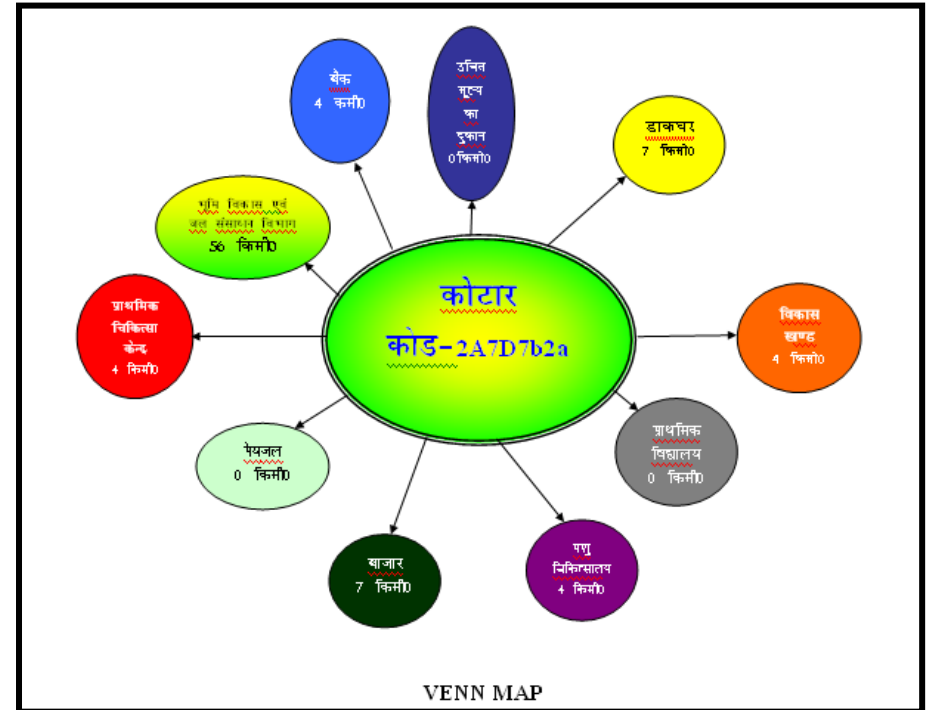 बैंक
4 कमी0
उचित
मूल्य
का
दुकान
0 किमी0
डाकघर
7 किमी0
भूमि विकास एवं
जल संसाधन विभाग
56 किमी0
कोटार
कोड-2A7D7b2a
प्राथमिक
चिकित्सा
केन्द्र
4 किमी0
विकास
खण्ड
4 किमी0
पेयजल
0 किमी0
प्राथमिक
विद्यालय
0 किमी0
बाजार
7 किमी0
पशु
चिकित्सालय
4 किमी0
VENN MAP